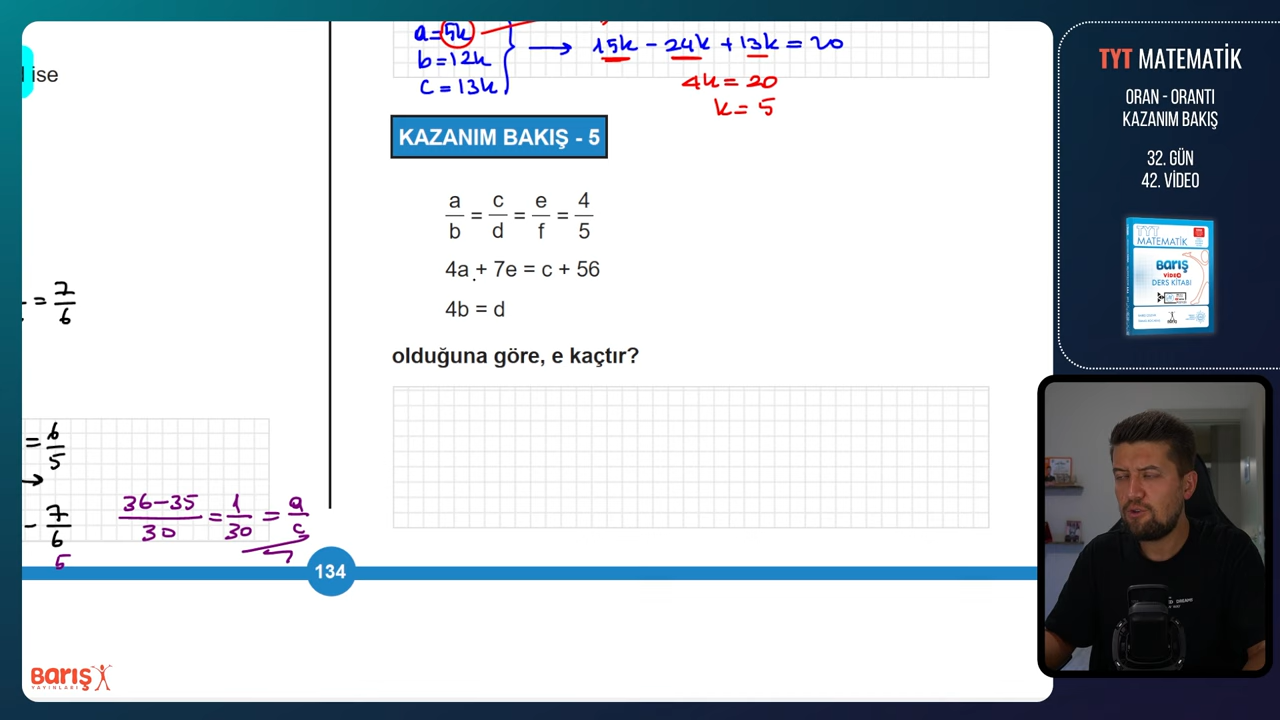 ise
= 7/6
= 6/5
→
- 7/6
5
36-35/30 = 1/30 = a/c
a=5k
b=12k
c=13k
→ 15k - 24k + 13k = 20
4k = 20
k = 5
KAZANIM BAKIŞ - 5
a/b = c/d = e/f = 4/5
4a + 7e = c + 56
4b = d
olduğuna göre, e kaçtır?
134
BARIŞ
YAYINLARI
TYT MATEMATİK
ORAN - ORANTI
KAZANIM BAKIŞ
32. GÜN
42. VİDEO
TYT
MATEMATİK
BARIŞ
VİDEO
DERS KİTABI